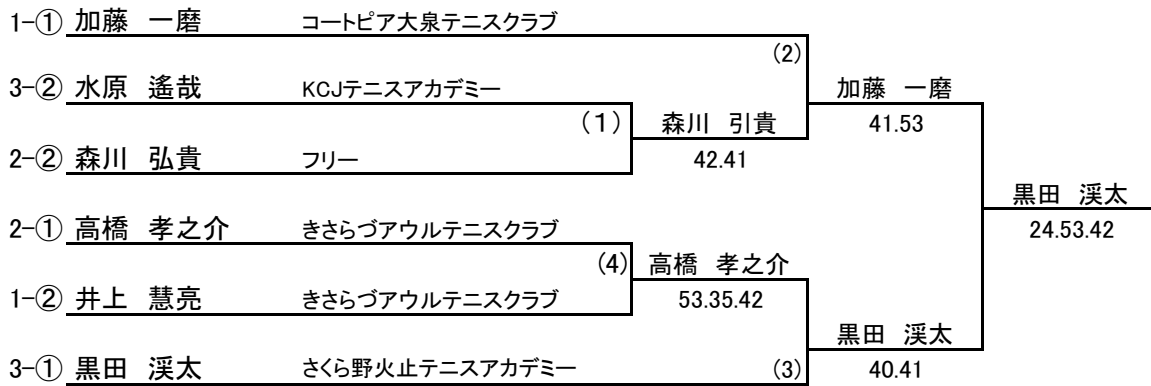 1-① 加藤 一磨 コートピア大泉テニスクラブ
(2)
3-② 水原 遙哉 KCJテニスアカデミー 加藤 一磨
(1) 森川 引貴 41.53
2-② 森川 弘貴 フリー 42.41
黒田 渓太
2-① 高橋 孝之介 きさらづアウルテニスクラブ 24.53.42
(4) 高橋 孝之介
1-② 井上 慧亮 きさらづアウルテニスクラブ 53.35.42
黒田 渓太
3-① 黒田 渓太 さくら野火止テニスアカデミー (3) 40.41